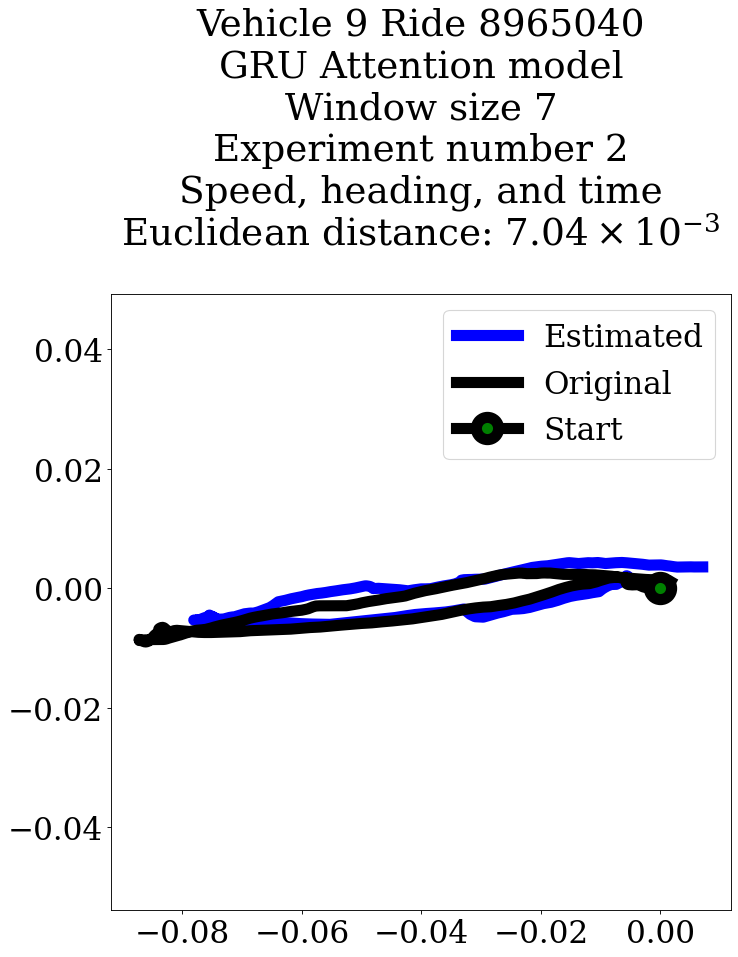 Vehicle 9 Ride 8965040
GRU Attention model
Window size 7
Experiment number 2
Speed, heading, and time
Euclidean distance: 7.04 × 10⁻³
Estimated
Original
Start
0.04
0.02
0.00
−0.02
−0.04
−0.08
−0.06
−0.04
−0.02
0.00